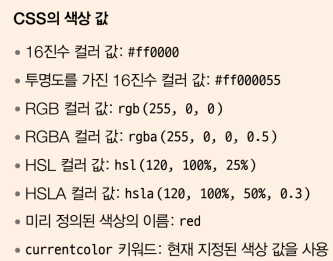 CSS의 색상 값
• 16진수 컬러 값: #ff0000
• 투명도를 가진 16진수 컬러 값: #ff000055
• RGB 컬러 값: rgb(255, 0, 0)
• RGBA 컬러 값: rgba(255, 0, 0, 0.5)
• HSL 컬러 값: hsl(120, 100%, 25%)
• HSLA 컬러 값: hsla(120, 100%, 50%, 0.3)
• 미리 정의된 색상의 이름: red
• currentcolor 키워드: 현재 지정된 색상 값을 사용